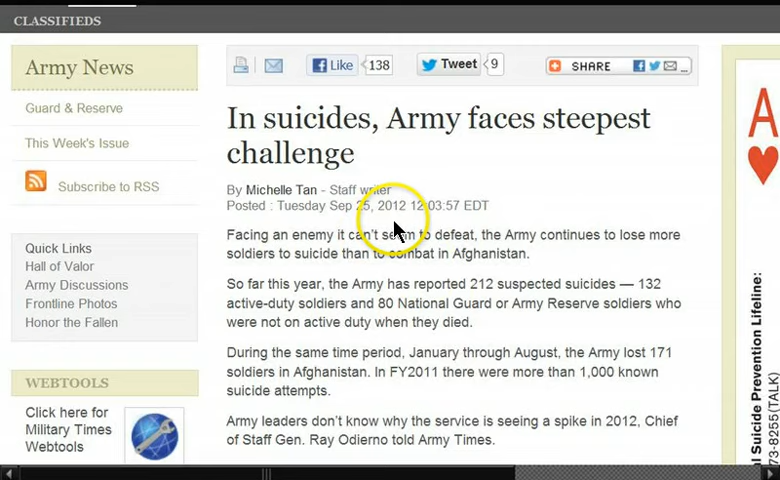 CLASSIFIEDS
Army News
Guard & Reserve
This Week's Issue
Subscribe to RSS
Quick Links
Hall of Valor
Army Discussions
Frontline Photos
Honor the Fallen
WEBTOOLS
Click here for
Military Times
Webtools
Like 138
Tweet 9
SHARE
In suicides, Army faces steepest
challenge
By Michelle Tan - Staff writer
Posted : Tuesday Sep 25, 2012 12:03:57 EDT
Facing an enemy it can't seem to defeat, the Army continues to lose more
soldiers to suicide than to combat in Afghanistan.
So far this year, the Army has reported 212 suspected suicides — 132
active-duty soldiers and 80 National Guard or Army Reserve soldiers who
were not on active duty when they died.
During the same time period, January through August, the Army lost 171
soldiers in Afghanistan. In FY2011 there were more than 1,000 known
suicide attempts.
Army leaders don't know why the service is seeing a spike in 2012, Chief
of Staff Gen. Ray Odierno told Army Times.
A
Suicide Prevention Lifeline:
73-8255(TALK)